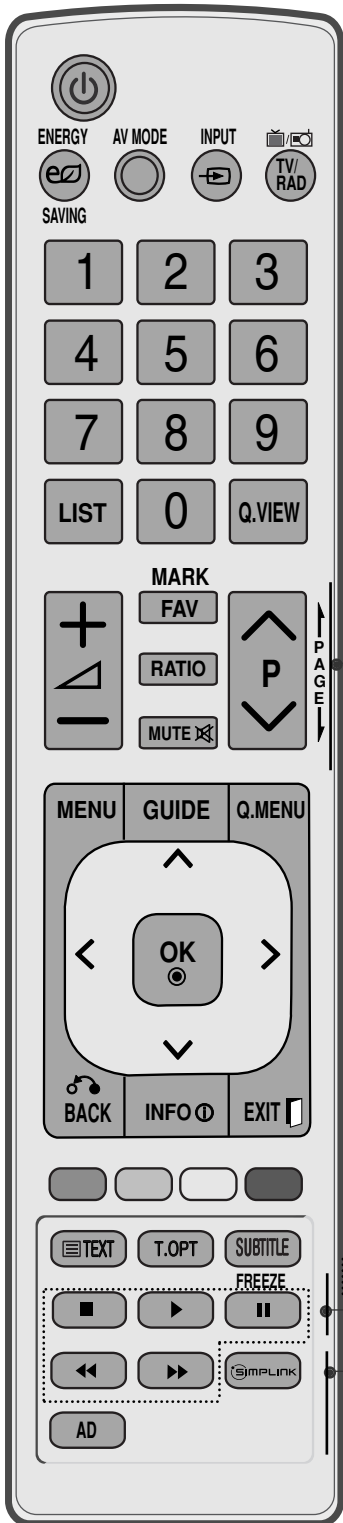 ENERGY AV MODE INPUT
TV/
RAD
SAVING
1 2 3
4 5 6
7 8 9
LIST 0 Q.VIEW
MARK
FAV
RATIO P
MUTE
PAGE
MENU GUIDE Q.MENU
OK
BACK INFO EXIT
TEXT T.OPT SUBTITLE
FREEZE
SIMPLINK
AD